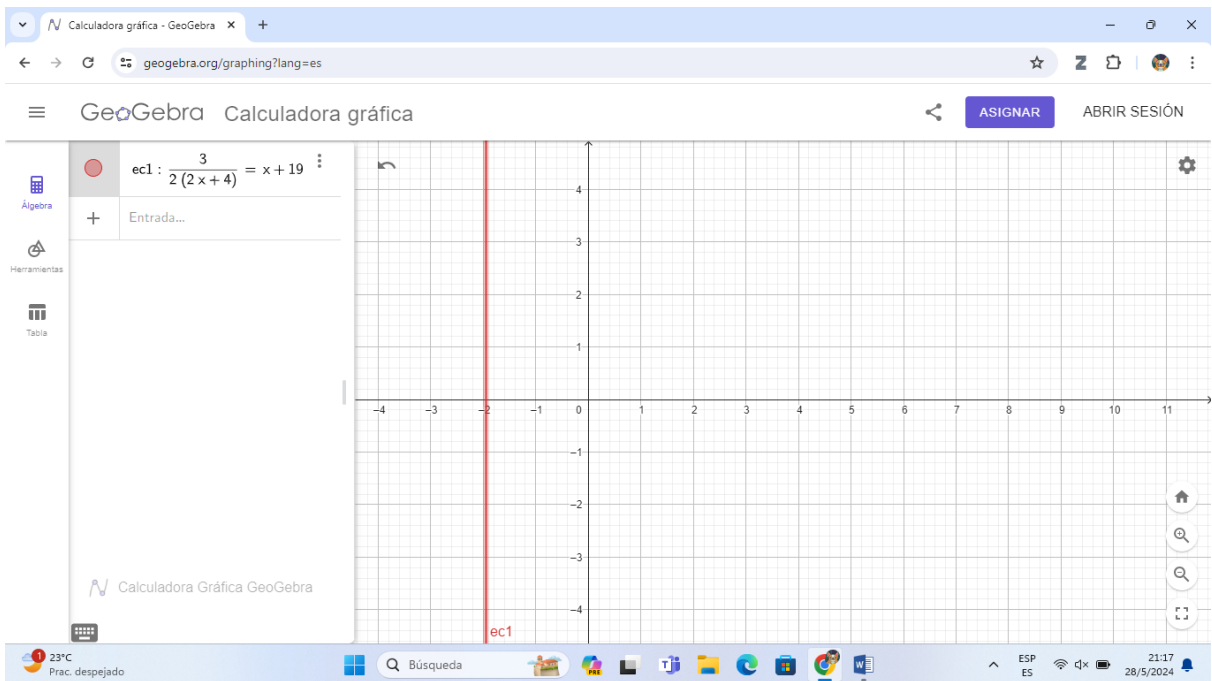 Calculadora gráfica - GeoGebra
geogebra.org/graphing?lang=es
GeoGebra Calculadora gráfica
ASIGNAR
ABRIR SESIÓN
Álgebra
Herramientas
Tabla
ec1 : 3 / 2 (2 x + 4) = x + 19
Entrada...
Calculadora Gráfica GeoGebra
4
3
2
1
−4 −3 −2 −1 0 1 2 3 4 5 6 7 8 9 10 11
−1
−2
−3
−4
ec1
1
23°C
Prac. despejado
Búsqueda
PRE
ESP
ES
21:17
28/5/2024